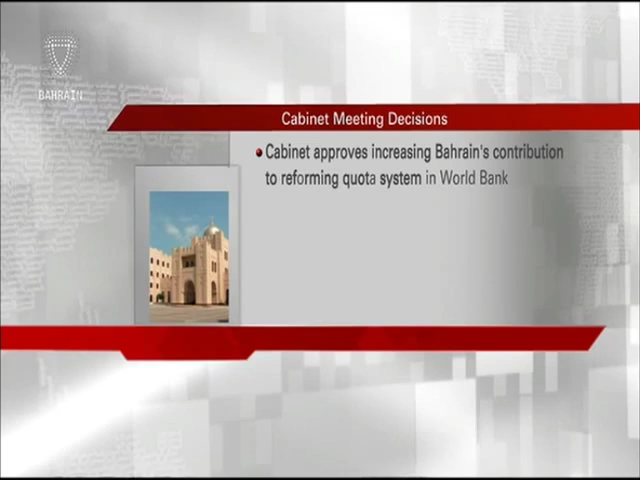 BAHRAIN
Cabinet Meeting Decisions
Cabinet approves increasing Bahrain's contribution
to reforming quota system in World Bank